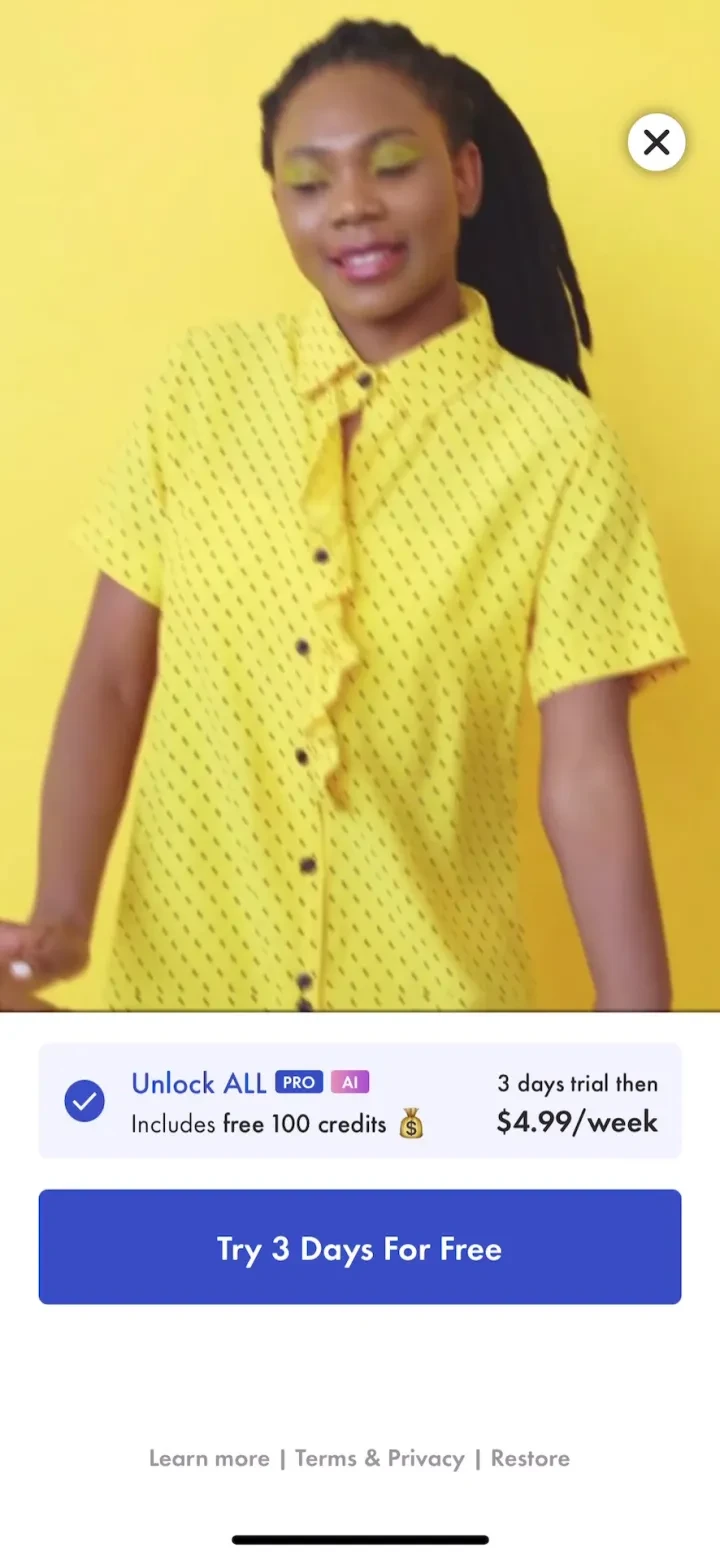 Unlock ALL PRO AI
Includes free 100 credits 💰
3 days trial then
$4.99/week
Try 3 Days For Free
Learn more | Terms & Privacy | Restore